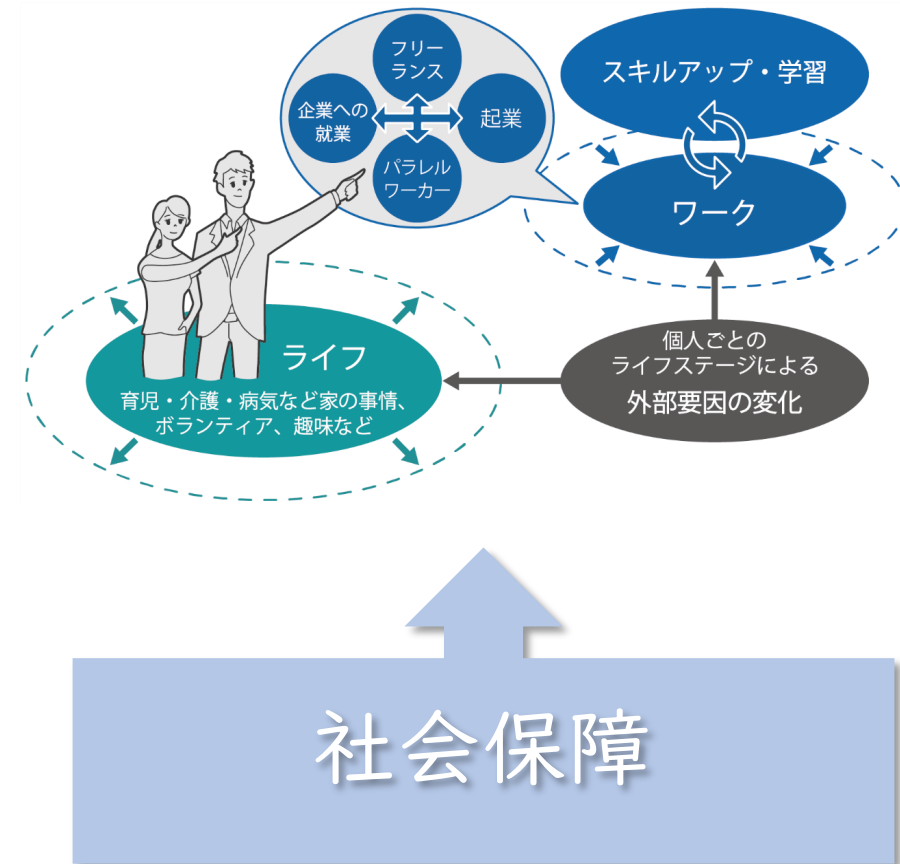 フリー
ランス
企業への
就業
起業
パラレル
ワーカー
スキルアップ・学習
ワーク
ライフ
育児・介護・病気など家の事情、
ボランティア、趣味など
個人ごとの
ライフステージによる
外部要因の変化
社会保障